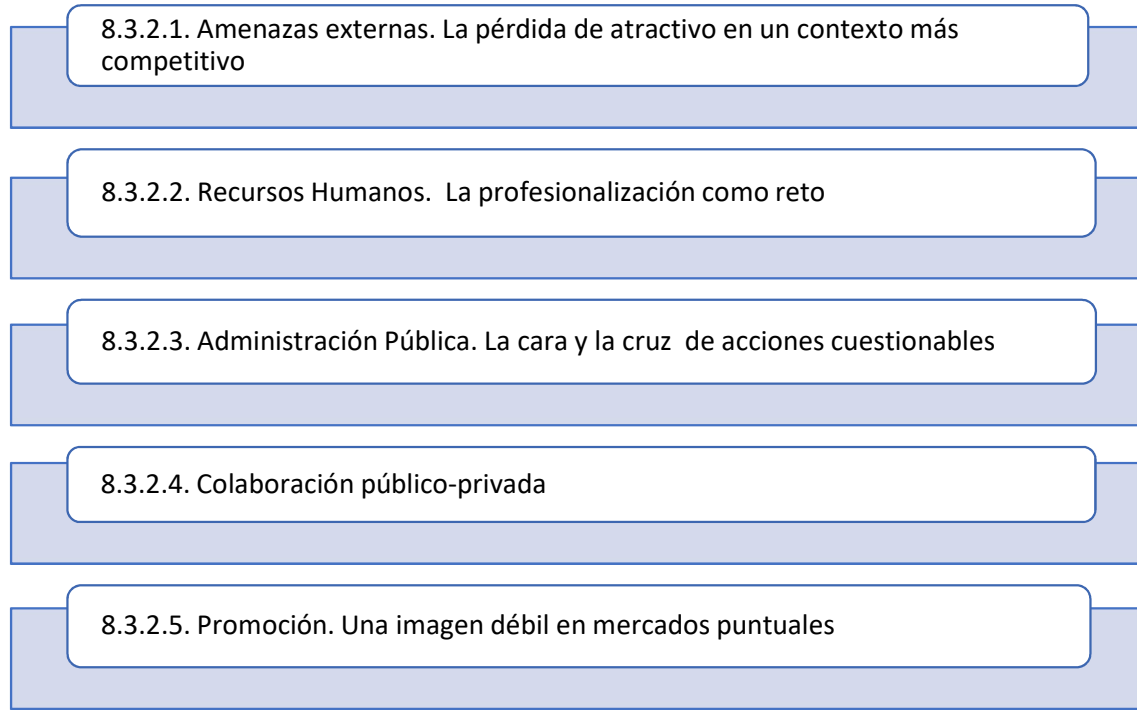 8.3.2.1. Amenazas externas. La pérdida de atractivo en un contexto más
competitivo
8.3.2.2. Recursos Humanos.  La profesionalización como reto
8.3.2.3. Administración Pública. La cara y la cruz  de acciones cuestionables
8.3.2.4. Colaboración público-privada
8.3.2.5. Promoción. Una imagen débil en mercados puntuales